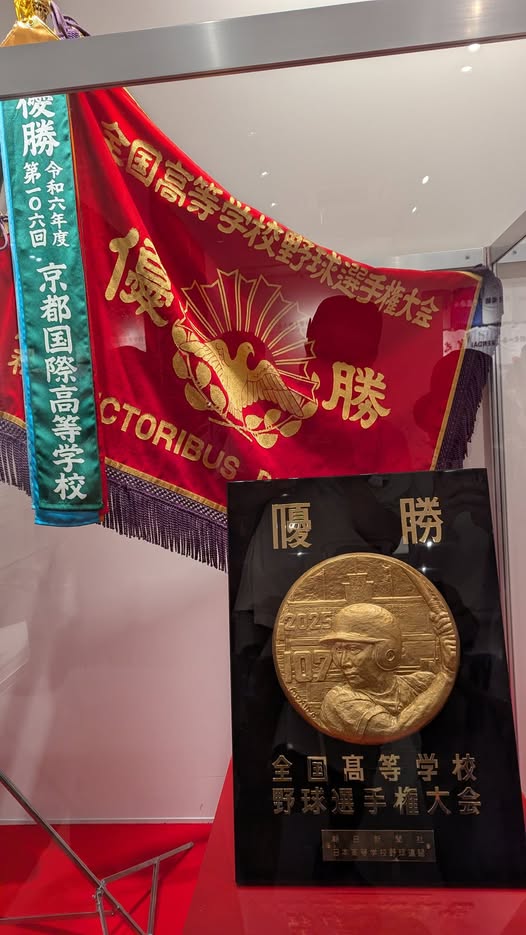 優勝
令和六年度
第一〇六回
京都国際高等学校
全国高等学校野球選手権大会
優
勝
CTORIBUS
優勝
2025
107
全国高等学校
野球選手権大会
朝日新聞社
日本高等学校野球連盟